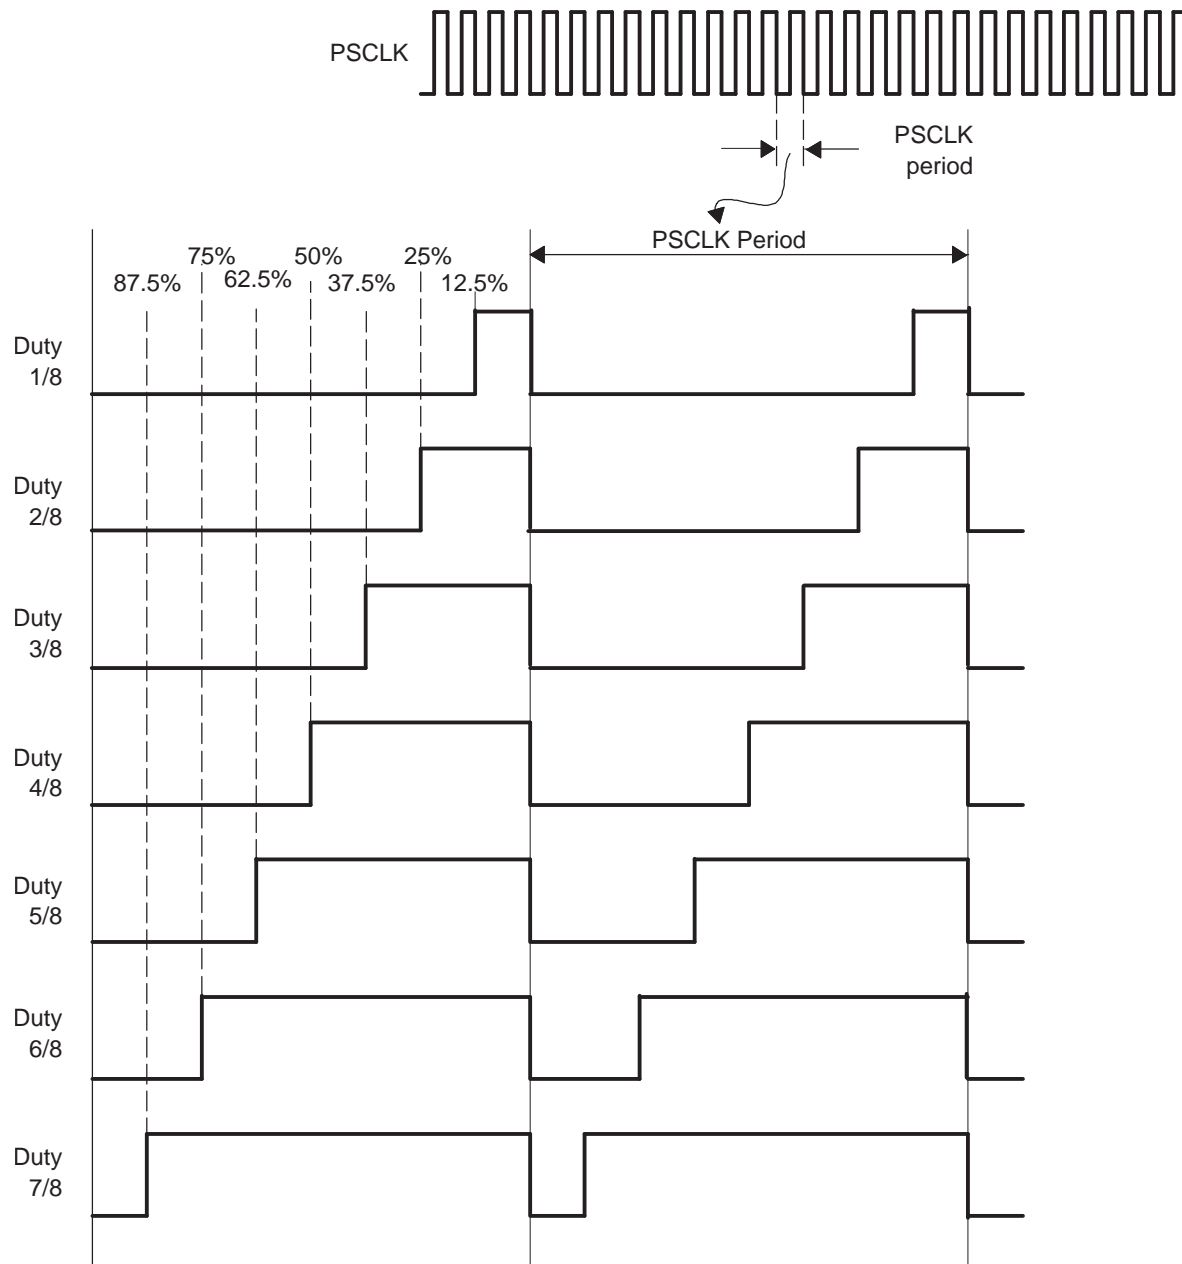 PSCLK
PSCLK
period
PSCLK Period
75%
50%
25%
87.5%
62.5%
37.5%
12.5%
Duty
1/8
Duty
2/8
Duty
3/8
Duty
4/8
Duty
5/8
Duty
6/8
Duty
7/8